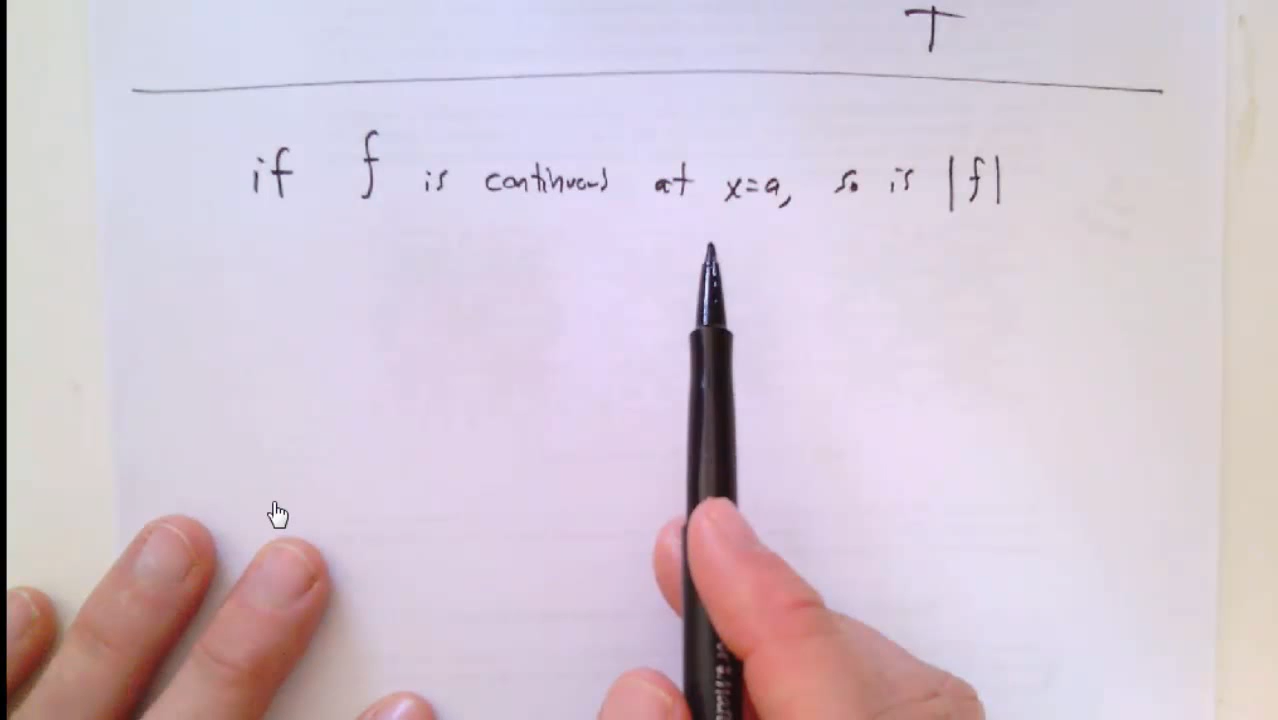 T
if f is continuous at x=a, so is |f|